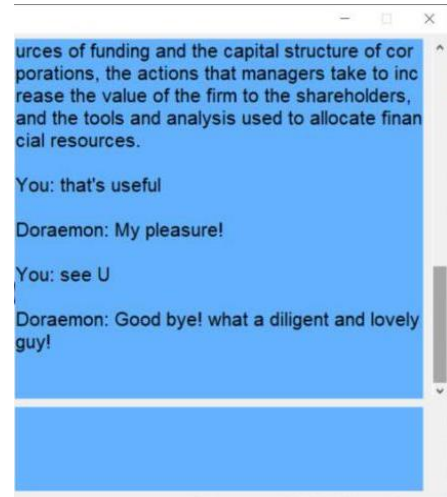 urces of funding and the capital structure of cor
porations, the actions that managers take to inc
rease the value of the firm to the shareholders,
and the tools and analysis used to allocate finan
cial resources.
You: that's useful
Doraemon: My pleasure!
You: see U
Doraemon: Good bye! what a diligent and lovely
guy!